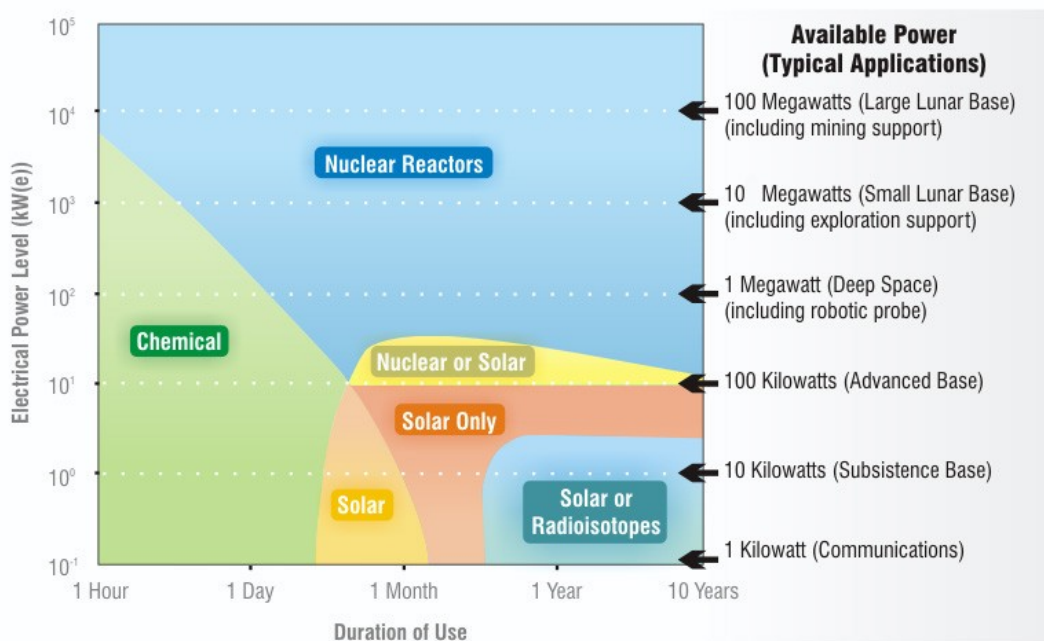 Available Power
(Typical Applications)
10⁵
10⁴
10³
10²
10¹
10⁰
10⁻¹
Electrical Power Level (kW(e))
Nuclear Reactors
Chemical
Nuclear or Solar
Solar Only
Solar
Solar or
Radioisotopes
100 Megawatts (Large Lunar Base)
(including mining support)
10 Megawatts (Small Lunar Base)
(including exploration support)
1 Megawatt (Deep Space)
(including robotic probe)
100 Kilowatts (Advanced Base)
10 Kilowatts (Subsistence Base)
1 Kilowatt (Communications)
1 Hour
1 Day
1 Month
1 Year
10 Years
Duration of Use